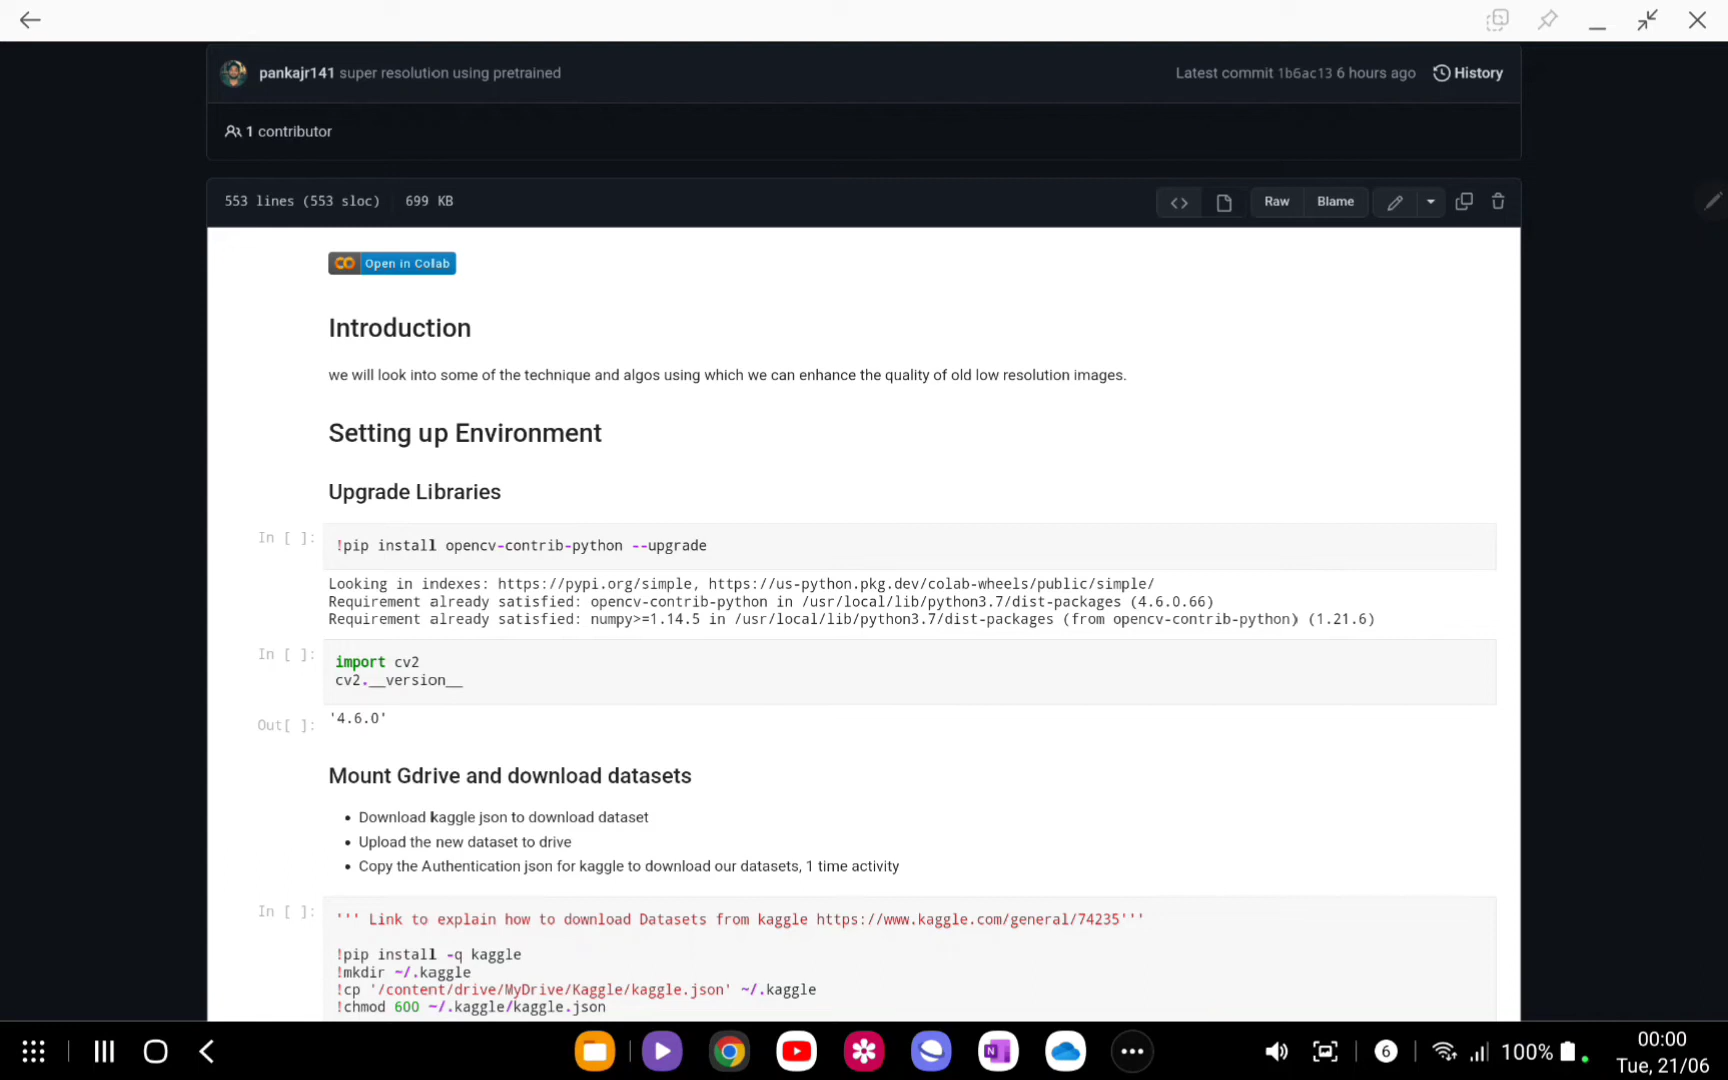 pankajr141 super resolution using pretrained
Latest commit 1b6ac13 6 hours ago
History
1 contributor
553 lines (553 sloc)
699 KB
<>
Raw
Blame
Open in Collab
Introduction
we will look into some of the technique and algos using which we can enhance the quality of old low resolution images.
Setting up Environment
Upgrade Libraries
In [ ]:
!pip install opencv-contrib-python --upgrade
Looking in indexes: https://pypi.org/simple, https://us-python.pkg.dev/colab-wheels/public/simple/
Requirement already satisfied: opencv-contrib-python in /usr/local/lib/python3.7/dist-packages (4.6.0.66)
Requirement already satisfied: numpy>=1.14.5 in /usr/local/lib/python3.7/dist-packages (from opencv-contrib-python) (1.21.6)
In [ ]:
import cv2
cv2.__version__
Out[ ]:
'4.6.0'
Mount Gdrive and download datasets
• Download kaggle json to download dataset
• Upload the new dataset to drive
• Copy the Authentication json for kaggle to download our datasets, 1 time activity
In [ ]:
''' Link to explain how to download Datasets from kaggle https://www.kaggle.com/general/74235'''
!pip install -q kaggle
!mkdir ~/.kaggle
!cp '/content/drive/MyDrive/Kaggle/kaggle.json' ~/.kaggle
!chmod 600 ~/.kaggle/kaggle.json
N
6
100%
00:00
Tue, 21/06